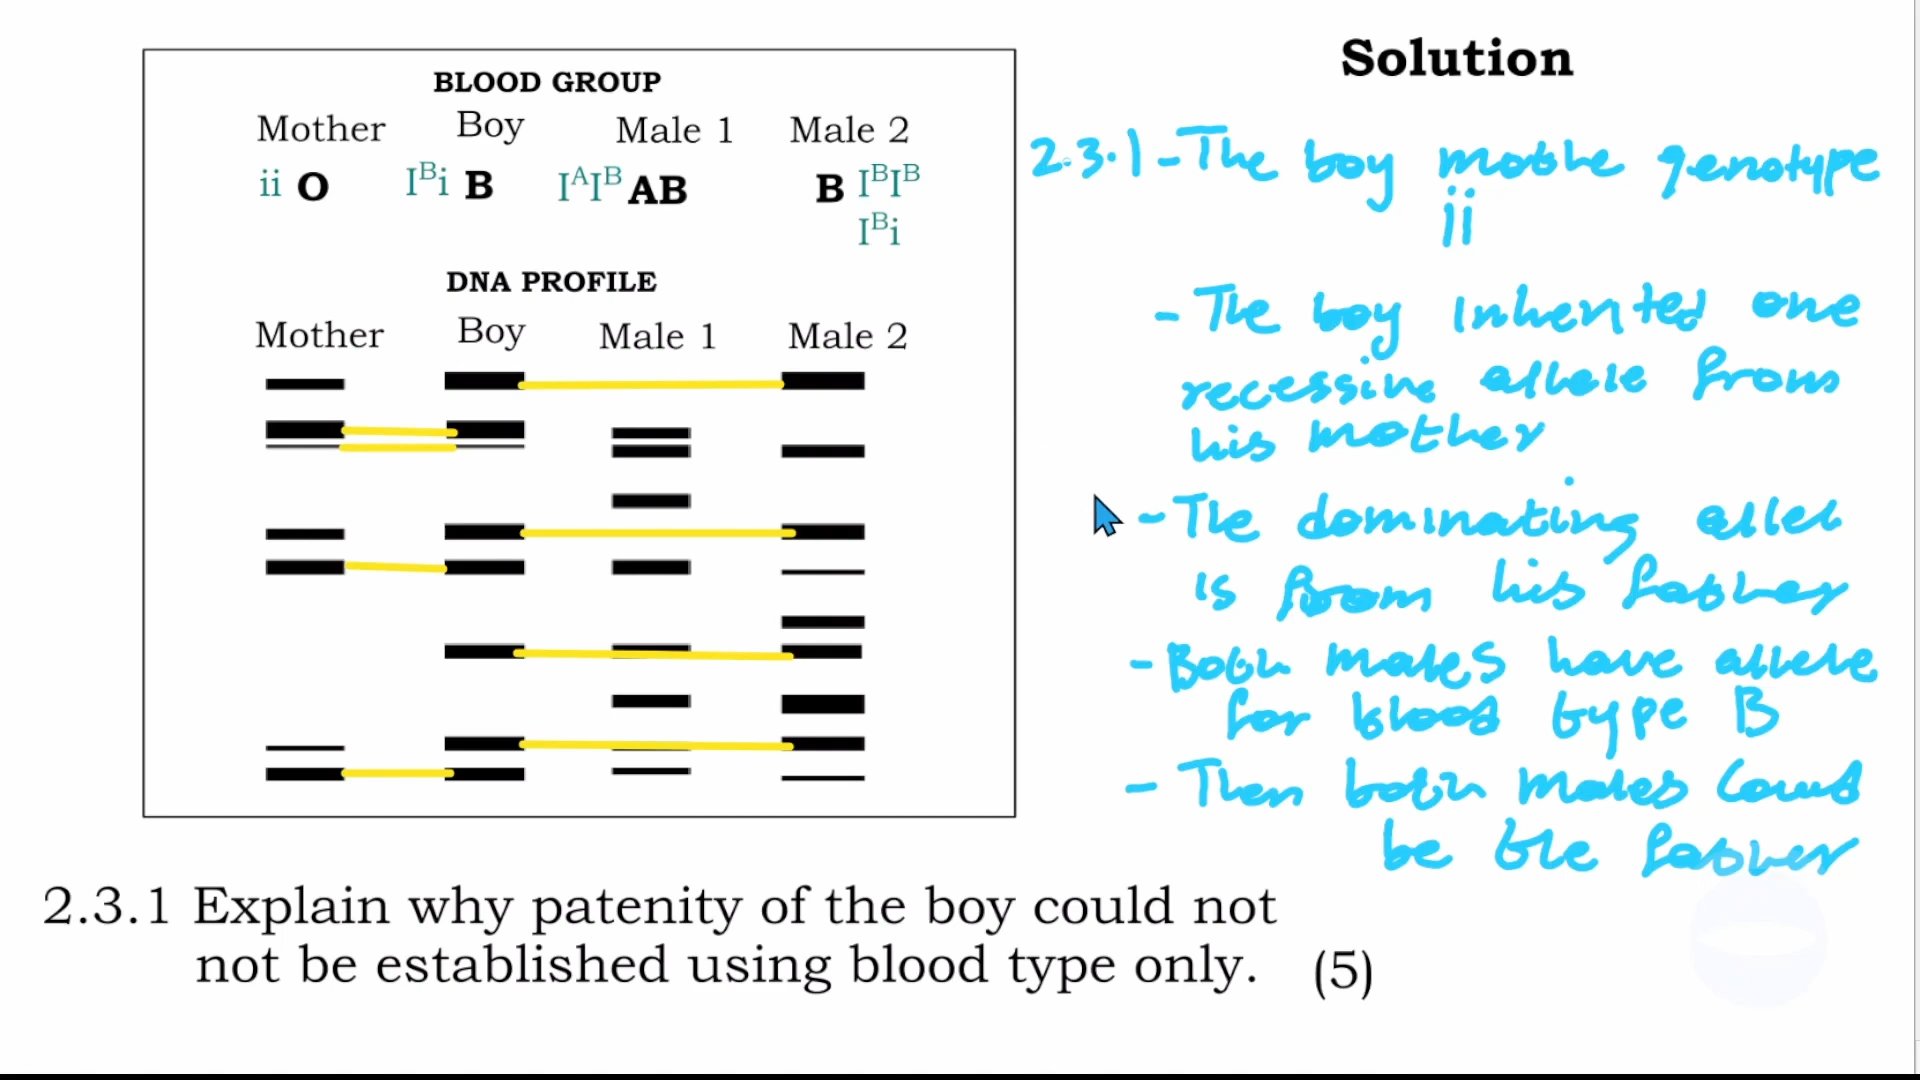 BLOOD GROUP
Mother Boy Male 1 Male 2
ii O Iᴮi B IᴬIᴮ AB B IᴮIᴮ
Iᴮi
DNA PROFILE
Mother Boy Male 1 Male 2
2.3.1 Explain why patenity of the boy could not
not be established using blood type only. (5)
Solution
2.3.1 - The boy mothe genotype
ii
- The boy inherited one
recessive allele from
his mother
- The dominating allel
is from his father
- Both males have allele
for blood type B
- Then both males could
be the father